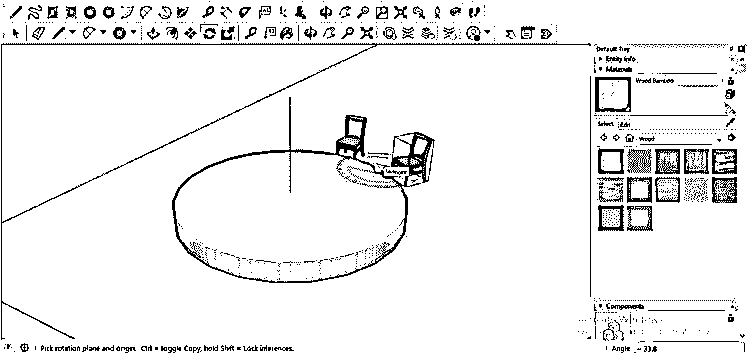 Default Tray
Entity Info
Materials
Wood Bamboo
Select Edit
Wood
Components
Pick rotation plane and origin. Ctrl = toggle Copy, hold Shift = Lock inferences.
Angle ~ 33.8